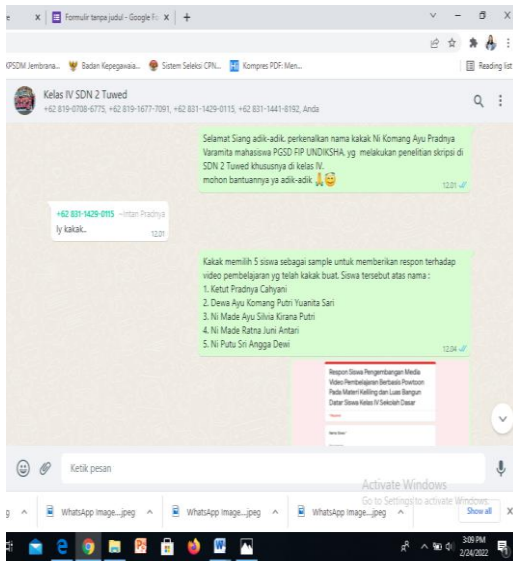 Formulir tanpa judul - Google Fo
Jembrana...
Badan Kepegawaia...
Sistem Seleksi CPN...
Kompres PDF: Men...
Reading list
Kelas IV SDN 2 Tuwed
+62 819-0708-6775, +62 819-1677-7091, +62 831-1429-0115, +62 831-1441-8192, Anda
Selamat Siang adik-adik. perkenalkan nama kakak Ni Komang Ayu Pradnya
Varamita mahasiswa PGSD FIP UNDIKSHA. yg melakukan penelitian skripsi di
SDN 2 Tuwed khususnya di kelas IV.
mohon bantuannya ya adik-adik 🙏😇
12.01
+62 831-1429-0115 ~Intan Pradnya
Iy kakak..
12.01
Kakak memilih 5 siswa sebagai sample untuk memberikan respon terhadap
video pembelajaran yg telah kakak buat. Siswa tersebut atas nama :
1. Ketut Pradnya Cahyani
2. Dewa Ayu Komang Putri Yuanita Sari
3. Ni Made Ayu Silvia Kirana Putri
4. Ni Made Ratna Juni Antari
5. Ni Putu Sri Angga Dewi
12.04
Respon Siswa Pengembangan Media
Video Pembelajaran Berbasis Powtoon
Pada Materi Keliling dan Luas Bangun
Datar Siswa Kelas IV Sekolah Dasar
Ketik pesan
Activate Windows
Go to Settings to activate Windows.
WhatsApp Image....jpeg
WhatsApp Image....jpeg
WhatsApp Image....jpeg
Show all
3:09 PM
2/24/2022